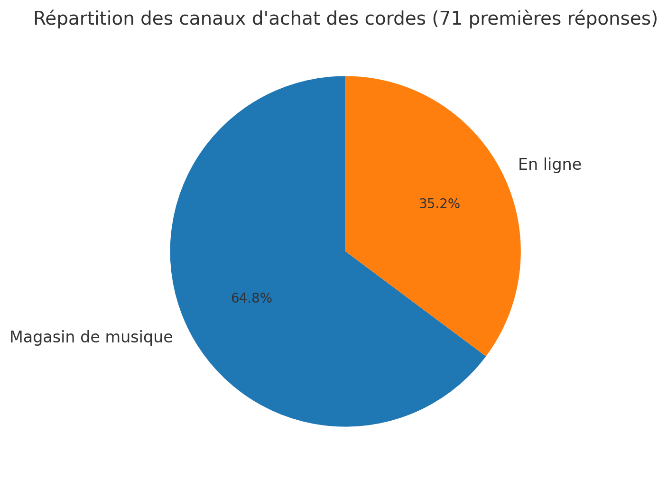 Répartition des canaux d'achat des cordes (71 premières réponses)
En ligne
35.2%
64.8%
Magasin de musique